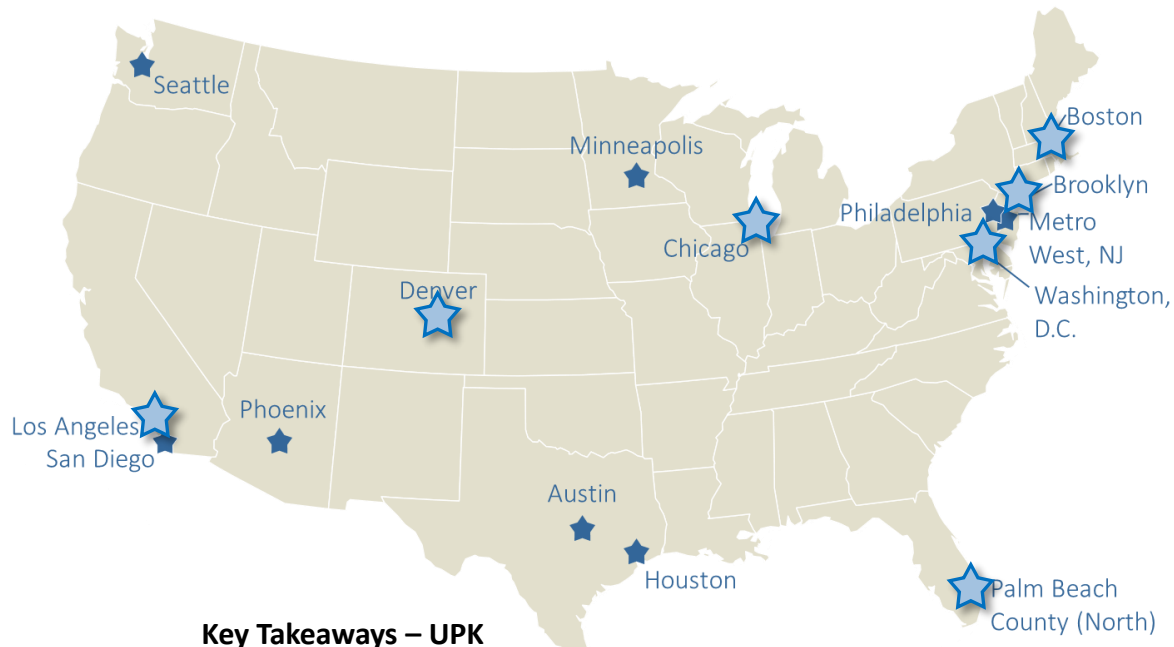 Seattle
Minneapolis
Boston
Brooklyn
Philadelphia
Metro
West, NJ
Chicago
Washington,
D.C.
Denver
Phoenix
Los Angeles
San Diego
Austin
Houston
Palm Beach
County (North)
Key Takeaways – UPK